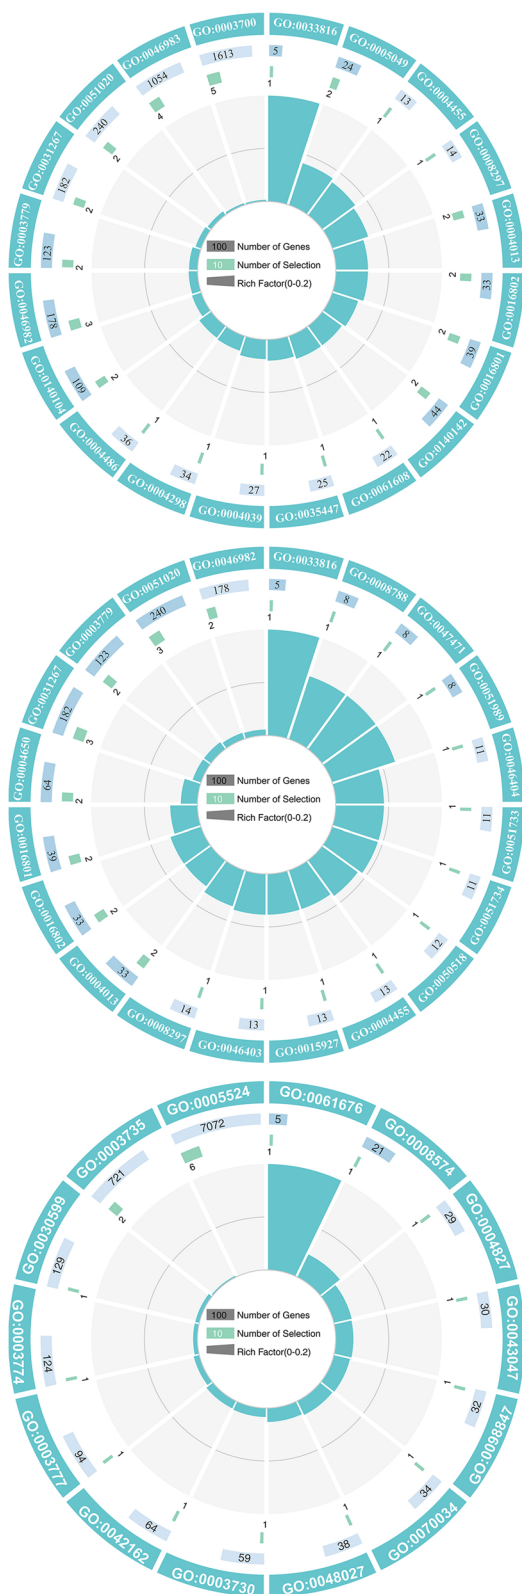 GO:0033816
5
1
GO:0005049
24
2
GO:0004455
13
1
GO:0008297
14
1
GO:0004013
33
2
GO:0016802
33
2
GO:0016801
39
2
GO:0140142
44
2
GO:0061608
22
1
GO:0035447
25
1
GO:0004039
27
1
GO:0004298
34
1
GO:0004486
36
1
GO:0140104
109
2
GO:0046982
178
3
GO:0003779
123
2
GO:0031267
182
2
GO:0051020
240
2
GO:0046983
1054
4
GO:0003700
1613
5
100 Number of Genes
10 Number of Selection
Rich Factor(0-0.2)
GO:0033816
5
1
GO:0008788
8
1
GO:0047471
8
1
GO:0051989
8
1
GO:0046404
11
1
GO:0051733
11
1
GO:0051734
11
1
GO:0050518
12
1
GO:0004455
13
1
GO:0015927
13
1
GO:0046403
13
1
GO:0008297
14
1
GO:0004013
33
2
GO:0016802
33
2
GO:0016801
39
2
GO:0004650
64
2
GO:0031267
182
3
GO:0003779
123
2
GO:0051020
240
3
GO:0046982
178
2
100 Number of Genes
10 Number of Selection
Rich Factor(0-0.2)
GO:0061676
5
1
GO:0008574
21
1
GO:0004827
29
1
GO:0043047
30
1
GO:0098847
32
1
GO:0070034
34
1
GO:0048027
38
1
GO:0003730
59
1
GO:0042162
64
1
GO:0003777
94
1
GO:0003774
124
1
GO:0030599
129
1
GO:0003735
721
2
GO:0005524
7072
6
100 Number of Genes
10 Number of Selection
Rich Factor(0-0.2)